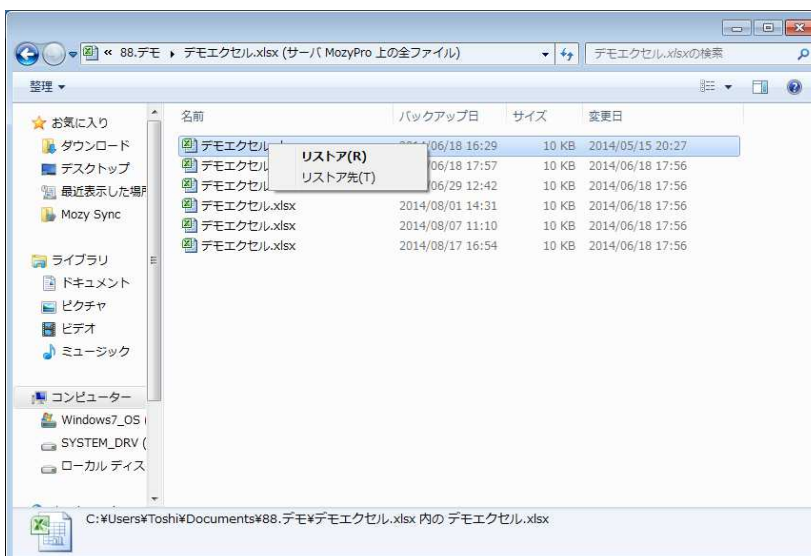 « 88.デモ ▸ デモエクセル.xlsx (サーバ MozyPro 上の全ファイル)
デモエクセル.xlsxの検索
整理 ▼
お気に入り
ダウンロード
デスクトップ
最近表示した場所
Mozy Sync
ライブラリ
ドキュメント
ピクチャ
ビデオ
ミュージック
コンピューター
Windows7_OS (
SYSTEM_DRV (
ローカル ディス
名前 バックアップ日 サイズ 変更日
デモエクセル 06/18 16:29 10 KB 2014/05/15 20:27
デモエクセル 06/18 17:57 10 KB 2014/06/18 17:56
デモエクセル 06/29 12:42 10 KB 2014/06/18 17:56
デモエクセル.xlsx 2014/08/01 14:31 10 KB 2014/06/18 17:56
デモエクセル.xlsx 2014/08/07 11:10 10 KB 2014/06/18 17:56
デモエクセル.xlsx 2014/08/17 16:54 10 KB 2014/06/18 17:56
リストア(R)
リストア先(T)
C:¥Users¥Toshi¥Documents¥88.デモ¥デモエクセル.xlsx 内の デモエクセル.xlsx